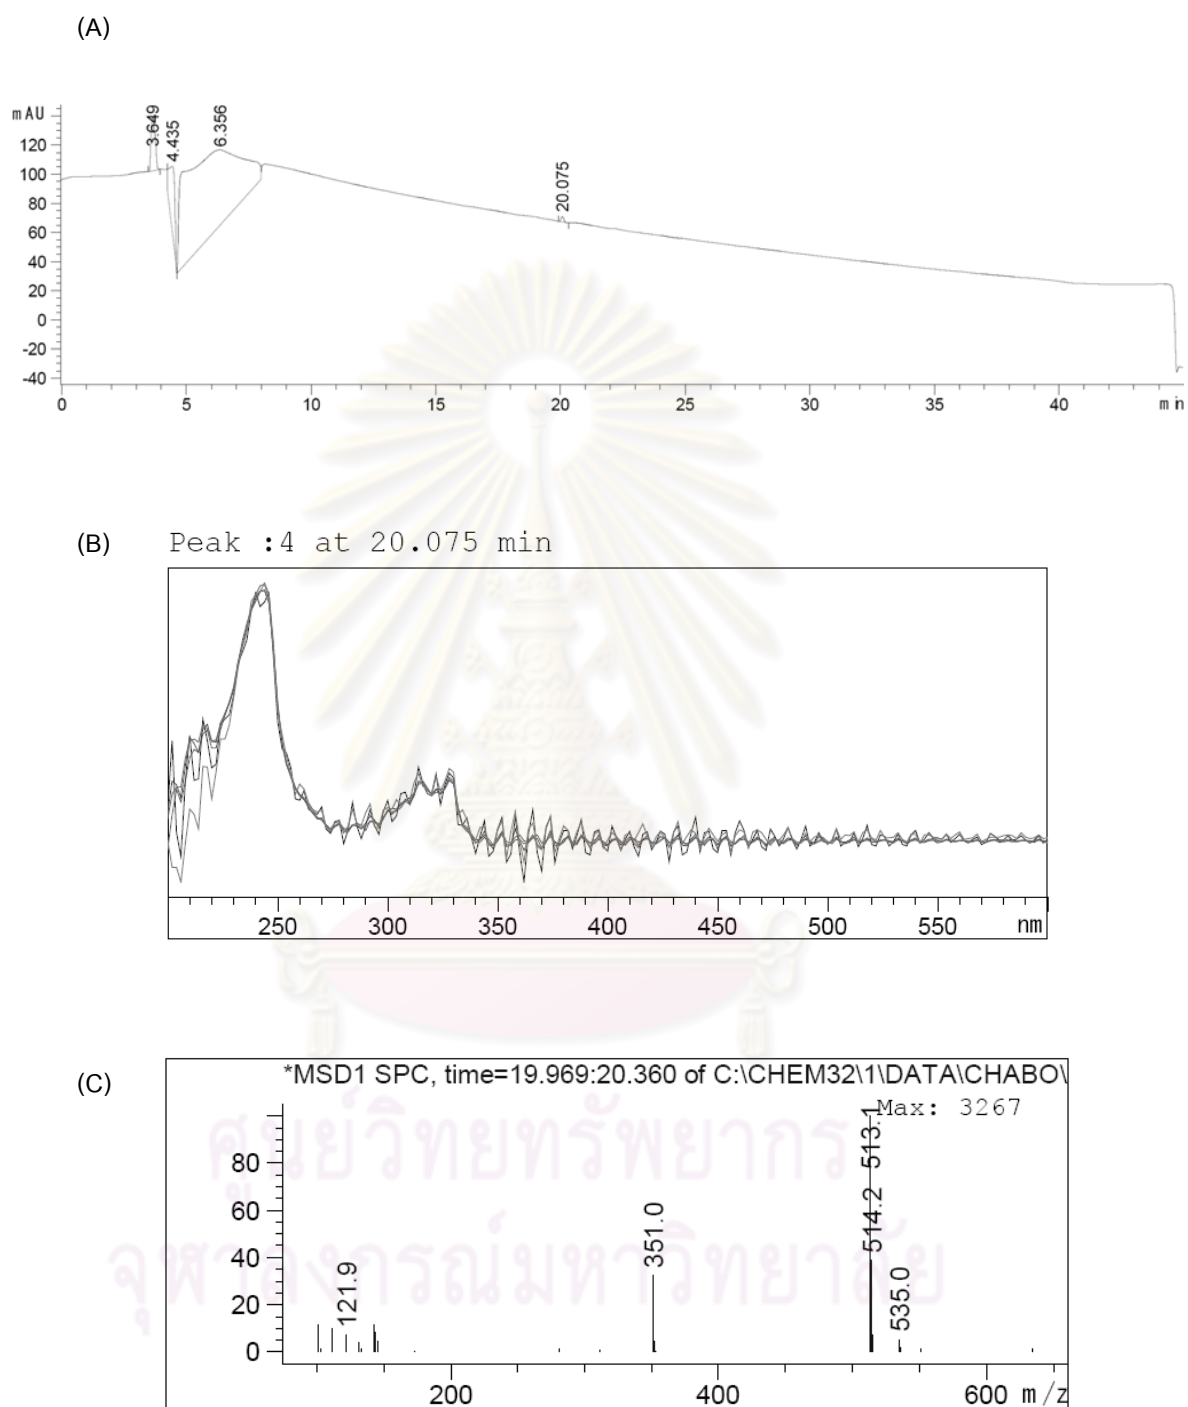 (A)
mAU
3.649
4.435
6.356
20.075
120
100
80
60
40
20
0
-20
-40
0 5 10 15 20 25 30 35 40 min
(B)
Peak :4 at 20.075 min
250 300 350 400 450 500 550 nm
(C)
*MSD1 SPC, time=19.969:20.360 of C:\CHEM32\1\DATA\CHABO\
Max: 3267
513.1
514.2
535.0
351.0
121.9
80
60
40
20
0
200 400 600 m/z
ศูนย์วิทยทรัพยากร
จุฬาลงกรณ์มหาวิทยาลัย